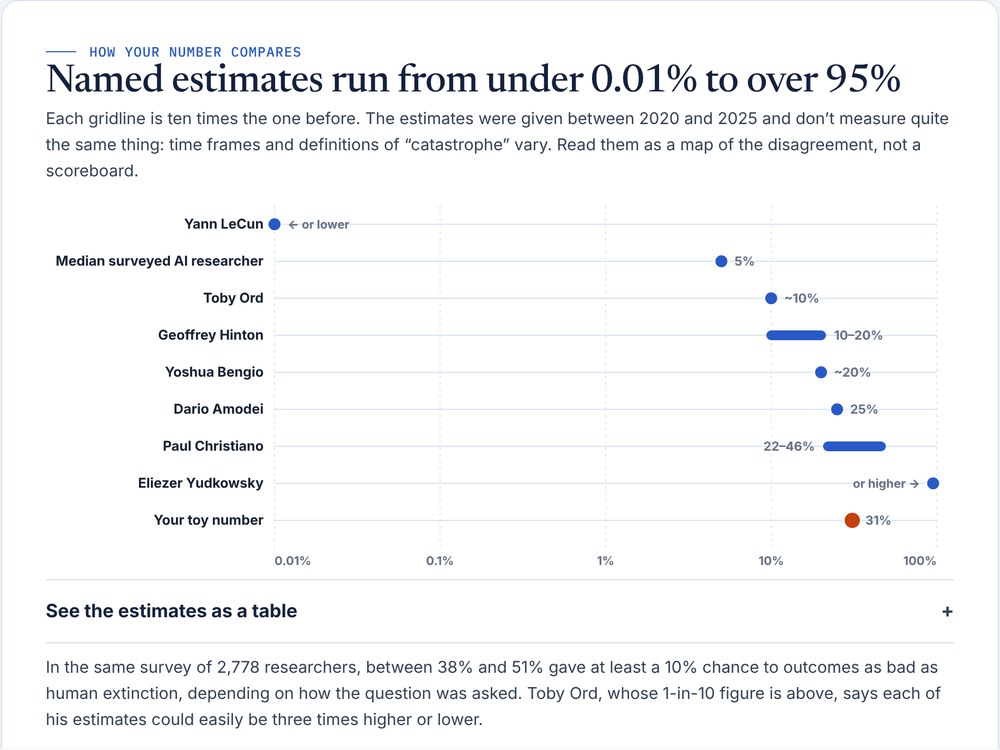 HOW YOUR NUMBER COMPARES
Named estimates run from under 0.01% to over 95%
Each gridline is ten times the one before. The estimates were given between 2020 and 2025 and don’t measure quite
the same thing: time frames and definitions of “catastrophe” vary. Read them as a map of the disagreement, not a
scoreboard.
Yann LeCun ← or lower
Median surveyed AI researcher 5%
Toby Ord ~10%
Geoffrey Hinton 10–20%
Yoshua Bengio ~20%
Dario Amodei 25%
Paul Christiano 22–46%
Eliezer Yudkowsky or higher →
Your toy number 31%
0.01% 0.1% 1% 10% 100%
See the estimates as a table +
In the same survey of 2,778 researchers, between 38% and 51% gave at least a 10% chance to outcomes as bad as
human extinction, depending on how the question was asked. Toby Ord, whose 1-in-10 figure is above, says each of
his estimates could easily be three times higher or lower.